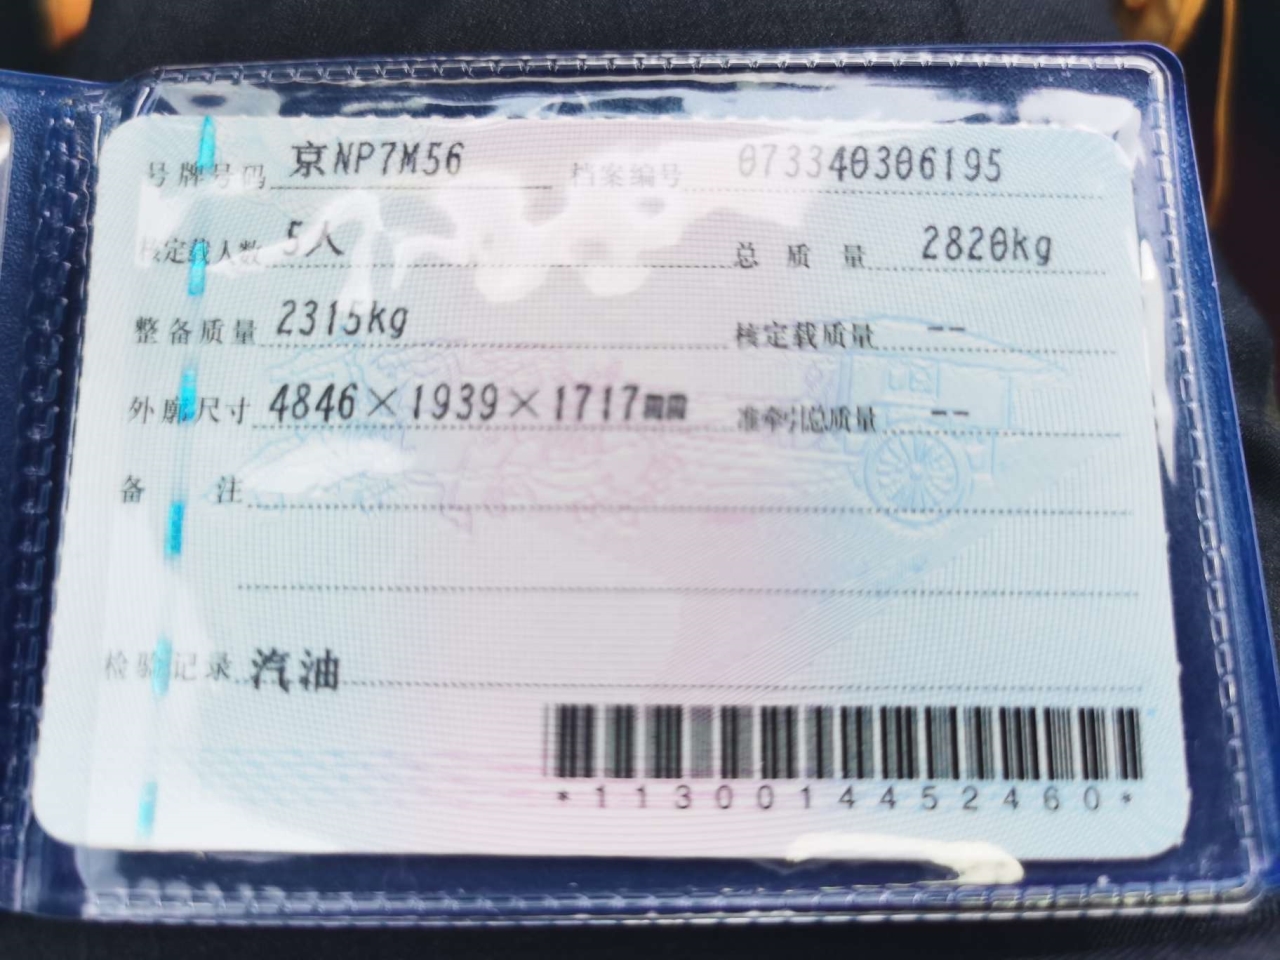 号牌号码 京NP7M56 档案编号 073340306195
核定载人数 5人 总质量 2820kg
整备质量 2315kg 核定载质量 --
外廓尺寸 4846×1939×1717mm 准牵引总质量 --
备注
检验记录 汽油
*1130014452460*